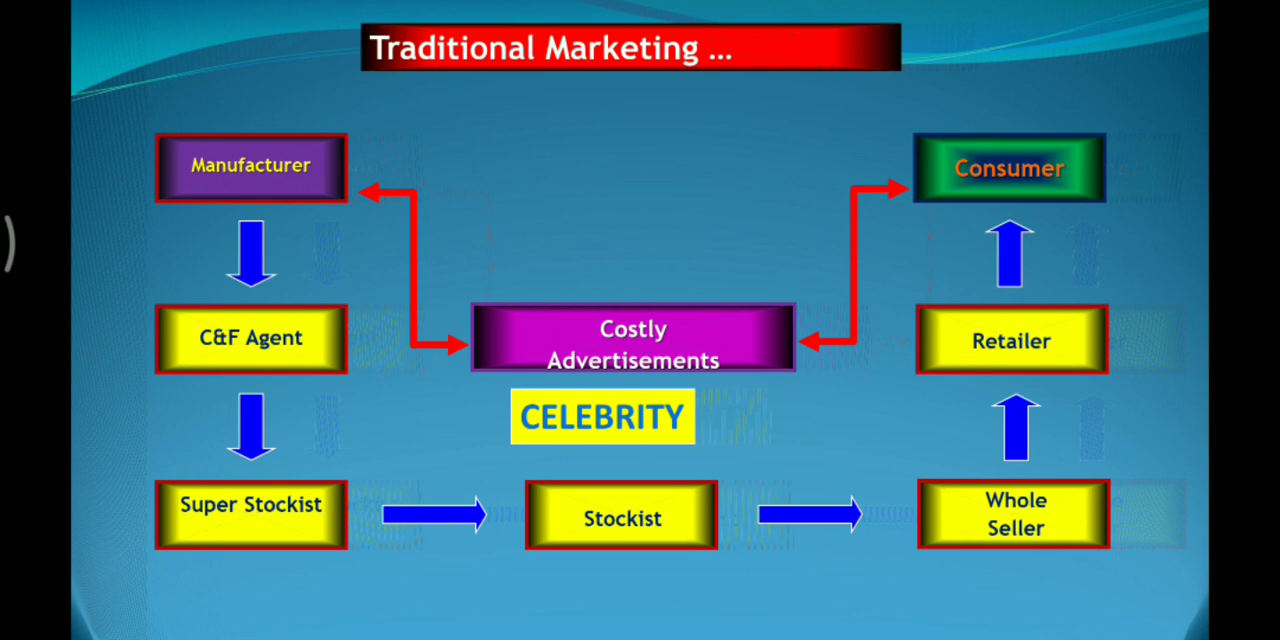 Traditional Marketing ...
Manufacturer
Consumer
C&F Agent
Costly
Advertisements
Retailer
CELEBRITY
Super Stockist
Stockist
Whole
Seller